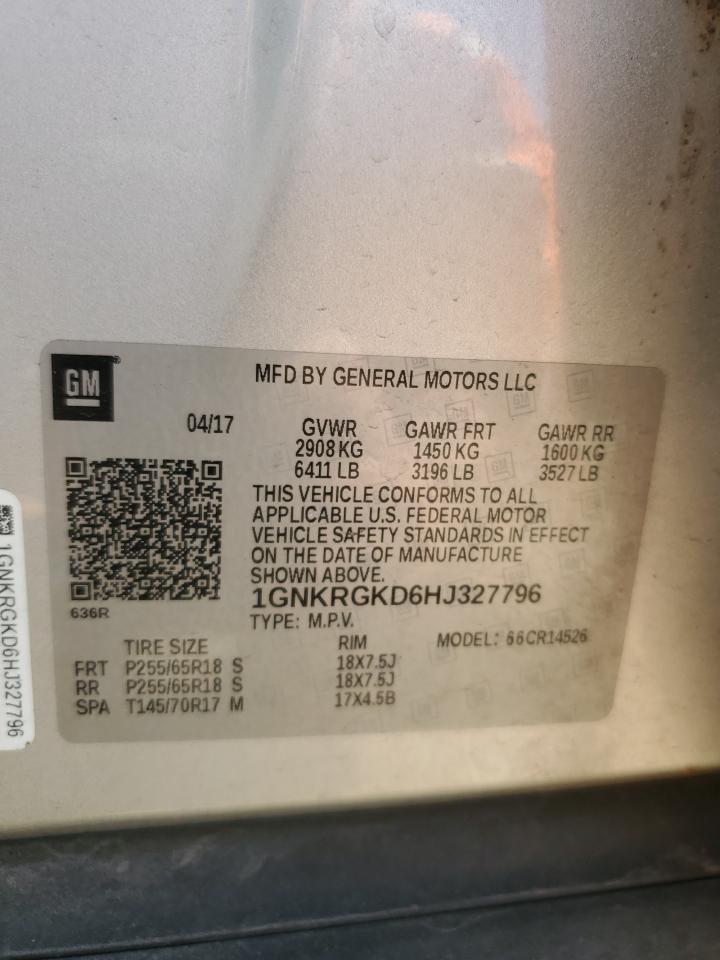 GM
MFD BY GENERAL MOTORS LLC
04/17
GVWR GAWR FRT GAWR RR
2908 KG 1450 KG 1600 KG
6411 LB 3196 LB 3527 LB
THIS VEHICLE CONFORMS TO ALL
APPLICABLE U.S. FEDERAL MOTOR
VEHICLE SAFETY STANDARDS IN EFFECT
ON THE DATE OF MANUFACTURE
SHOWN ABOVE.
636R
1GNKRGKD6HJ327796
TYPE: M.P.V.
MODEL: 66CR14526
TIRE SIZE RIM
FRT P255/65R18 S 18X7.5J
RR P255/65R18 S 18X7.5J
SPA T145/70R17 M 17X4.5B
1GNKRGKD6HJ327796